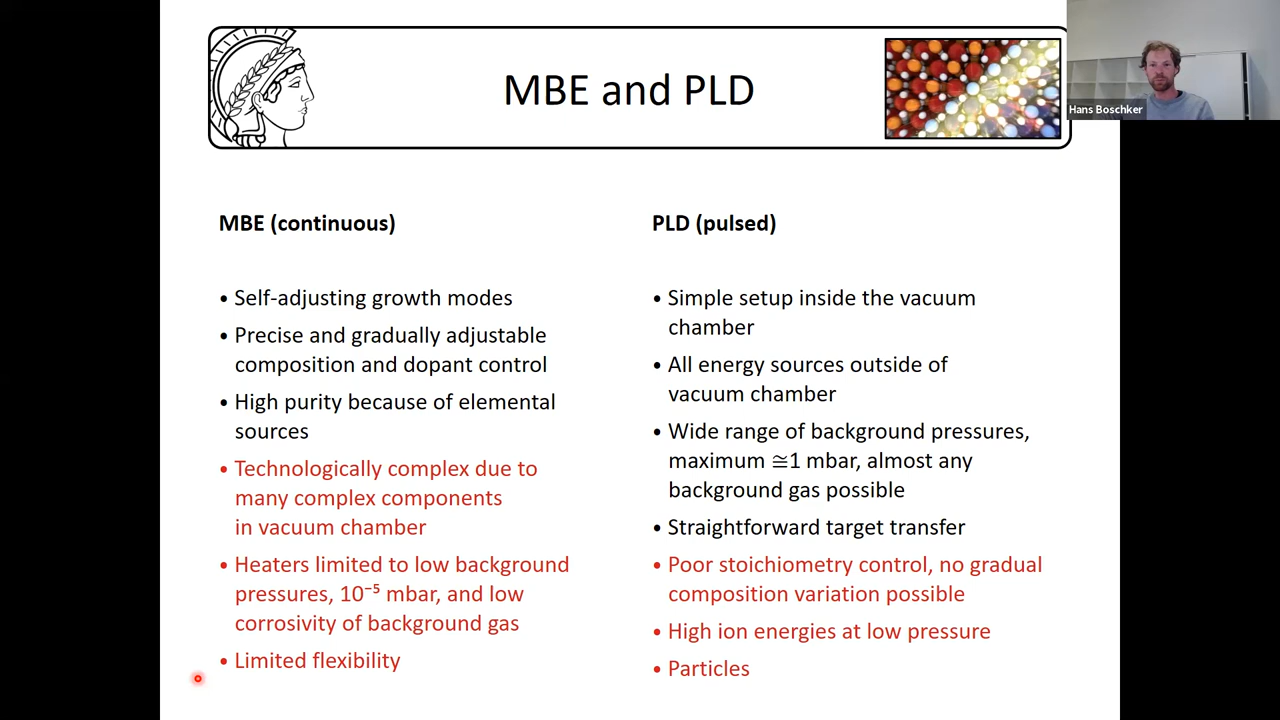 MBE and PLD
Hans Boschker
MBE (continuous)
• Self-adjusting growth modes
• Precise and gradually adjustable
composition and dopant control
• High purity because of elemental
sources
• Technologically complex due to
many complex components
in vacuum chamber
• Heaters limited to low background
pressures, 10⁻⁵ mbar, and low
corrosivity of background gas
• Limited flexibility
PLD (pulsed)
• Simple setup inside the vacuum
chamber
• All energy sources outside of
vacuum chamber
• Wide range of background pressures,
maximum ≅1 mbar, almost any
background gas possible
• Straightforward target transfer
• Poor stoichiometry control, no gradual
composition variation possible
• High ion energies at low pressure
• Particles